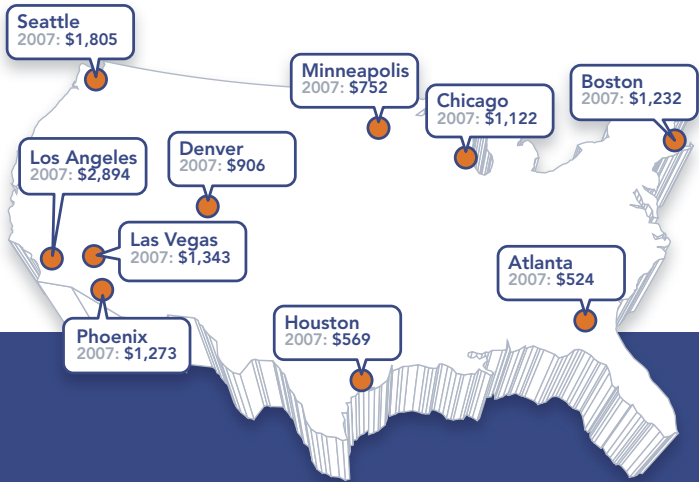 Seattle
2007: $1,805
Minneapolis
2007: $752
Chicago
2007: $1,122
Boston
2007: $1,232
Los Angeles
2007: $2,894
Denver
2007: $906
Las Vegas
2007: $1,343
Atlanta
2007: $524
Phoenix
2007: $1,273
Houston
2007: $569